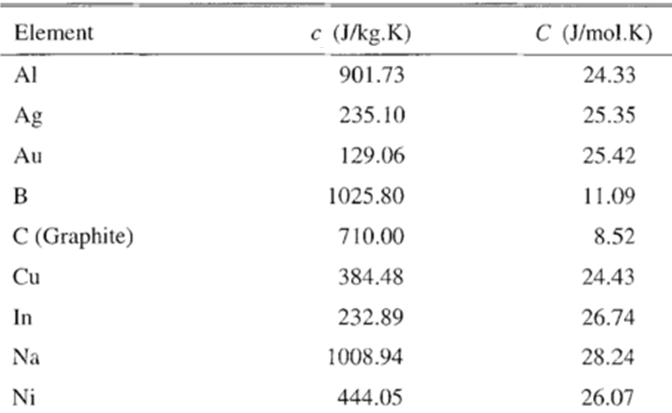 Element c (J/kg.K) C (J/mol.K)
Al 901.73 24.33
Ag 235.10 25.35
Au 129.06 25.42
B 1025.80 11.09
C (Graphite) 710.00 8.52
Cu 384.48 24.43
In 232.89 26.74
Na 1008.94 28.24
Ni 444.05 26.07